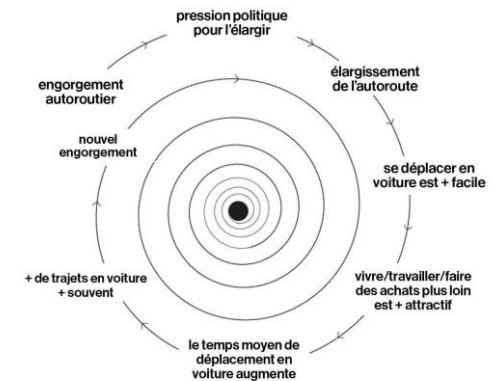 pression politique
pour l'élargir
élargissement
de l'autoroute
se déplacer en
voiture est + facile
vivre/travailler/faire
des achats plus loin
est + attractif
le temps moyen de
déplacement en
voiture augmente
+ de trajets en voiture
+ souvent
nouvel
engorgement
engorgement
autoroutier